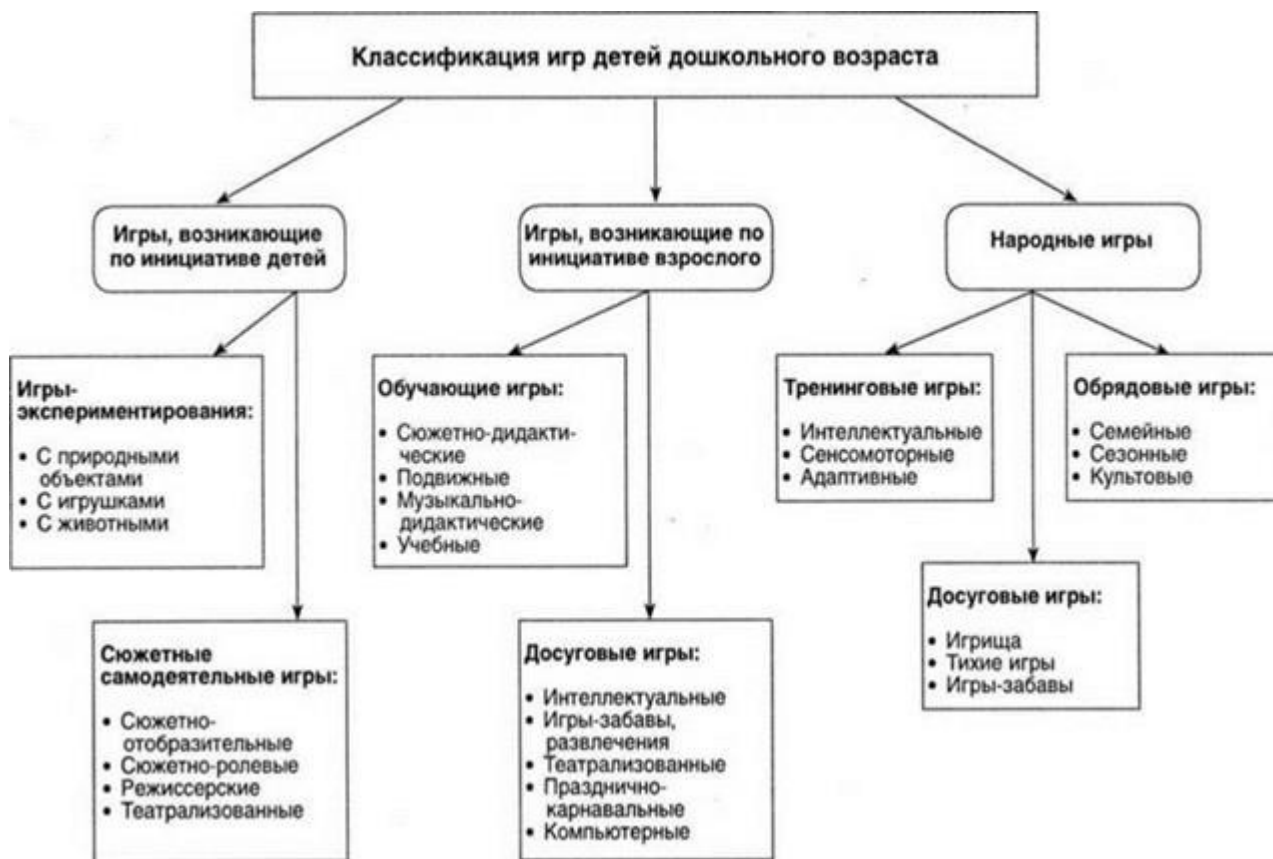 Классификация игр детей дошкольного возраста
Игры, возникающие
по инициативе детей
Игры, возникающие по
инициативе взрослого
Народные игры
Игры-
экспериментирования:
• С природными
объектами
• С игрушками
• С животными
Обучающие игры:
• Сюжетно-дидакти-
ческие
• Подвижные
• Музыкально-
дидактические
• Учебные
Тренинговые игры:
• Интеллектуальные
• Сенсомоторные
• Адаптивные
Обрядовые игры:
• Семейные
• Сезонные
• Культовые
Сюжетные
самодеятельные игры:
• Сюжетно-
отобразительные
• Сюжетно-ролевые
• Режиссерские
• Театрализованные
Досуговые игры:
• Интеллектуальные
• Игры-забавы,
развлечения
• Театрализованные
• Празднично-
карнавальные
• Компьютерные
Досуговые игры:
• Игрища
• Тихие игры
• Игры-забавы